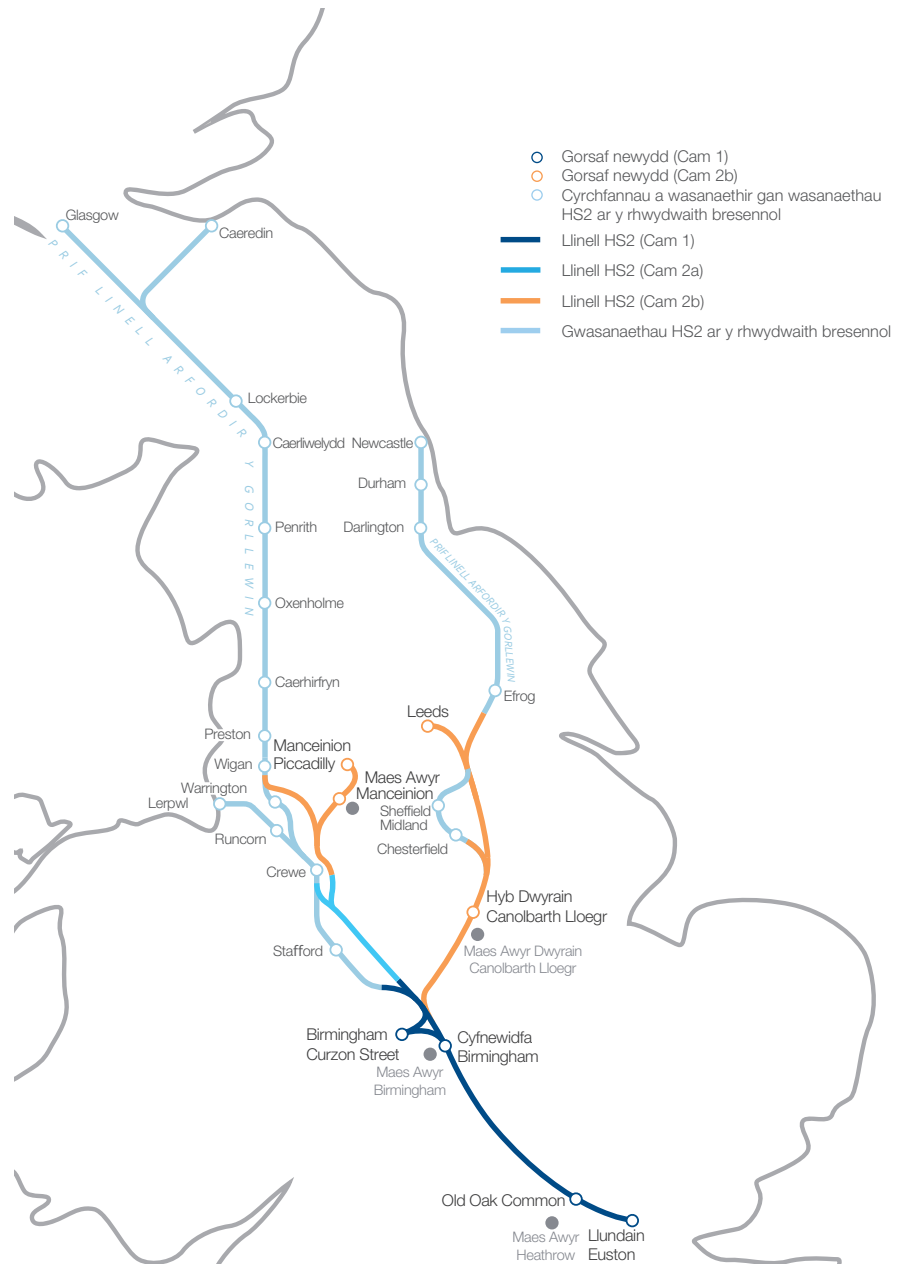 Gorsaf newydd (Cam 1)
Gorsaf newydd (Cam 2b)
Cyrchfannau a wasanaethir gan wasanaethau
HS2 ar y rhwydwaith bresennol
Llinell HS2 (Cam 1)
Llinell HS2 (Cam 2a)
Llinell HS2 (Cam 2b)
Gwasanaethau HS2 ar y rhwydwaith bresennol
Glasgow
Caeredin
PRIF LINELL ARFORDIR Y GORLLEWIN
Lockerbie
Caerliwelydd
Newcastle
Durham
Penrith
Darlington
PRIF LINELL ARFORDIR Y GORLLEWIN
Oxenholme
Caerhirfryn
Efrog
Leeds
Preston
Manceinion
Piccadilly
Wigan
Maes Awyr
Manceinion
Warrington
Lerpwl
Sheffield
Midland
Runcorn
Chesterfield
Crewe
Hyb Dwyrain
Canolbarth Lloegr
Maes Awyr Dwyrain
Canolbarth Lloegr
Stafford
Birmingham
Curzon Street
Cyfnewidfa
Birmingham
Maes Awyr
Birmingham
Old Oak Common
Maes Awyr
Heathrow
Llundain
Euston